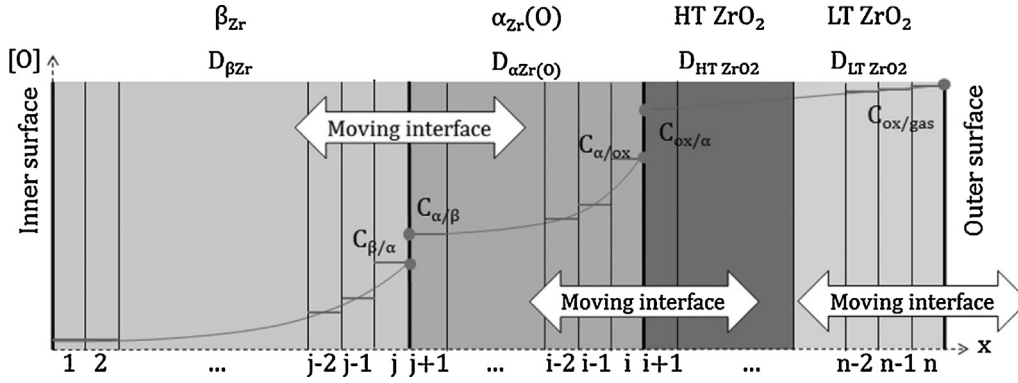 βZr αZr(O) HT ZrO2 LT ZrO2
[O] DβZr DαZr(O) DHT ZrO2 DLT ZrO2
Inner surface
Moving interface
Cα/ox Cox/α Cox/gas
Outer surface
Cα/β
Cβ/α
Moving interface Moving interface
x
1 2 ... j-2 j-1 j j+1 ... i-2 i-1 i i+1 ... n-2 n-1 n